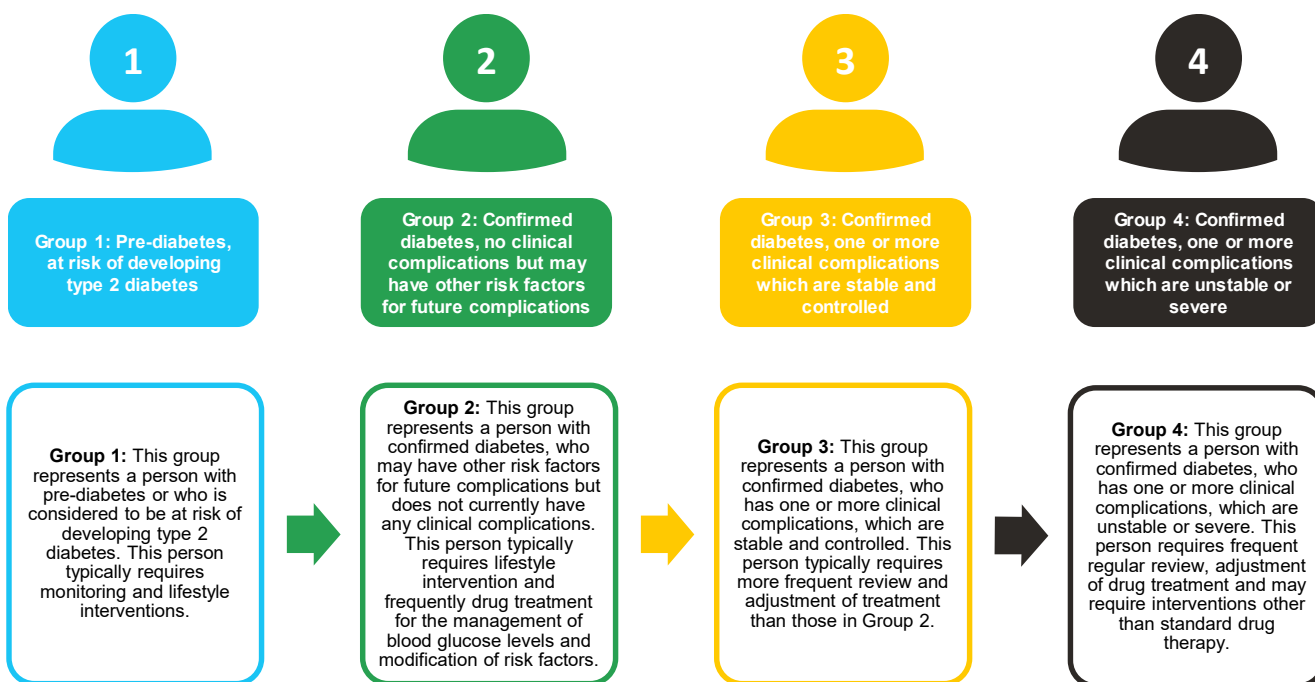 1
2
3
4
Group 1: Pre-diabetes,
at risk of developing
type 2 diabetes
Group 2: Confirmed
diabetes, no clinical
complications but may
have other risk factors
for future complications
Group 3: Confirmed
diabetes, one or more
clinical complications
which are stable and
controlled
Group 4: Confirmed
diabetes, one or more
clinical complications
which are unstable or
severe
Group 1: This group
represents a person with
pre-diabetes or who is
considered to be at risk of
developing type 2
diabetes. This person
typically requires
monitoring and lifestyle
interventions.
Group 2: This group
represents a person with
confirmed diabetes, who
may have other risk factors
for future complications but
does not currently have
any clinical complications.
This person typically
requires lifestyle
intervention and
frequently drug treatment
for the management of
blood glucose levels and
modification of risk factors.
Group 3: This group
represents a person with
confirmed diabetes, who
has one or more clinical
complications, which are
stable and controlled. This
person typically requires
more frequent review and
adjustment of treatment
than those in Group 2.
Group 4: This group
represents a person with
confirmed diabetes, who
has one or more clinical
complications, which are
unstable or severe. This
person requires frequent
regular review, adjustment
of drug treatment and may
require interventions other
than standard drug
therapy.